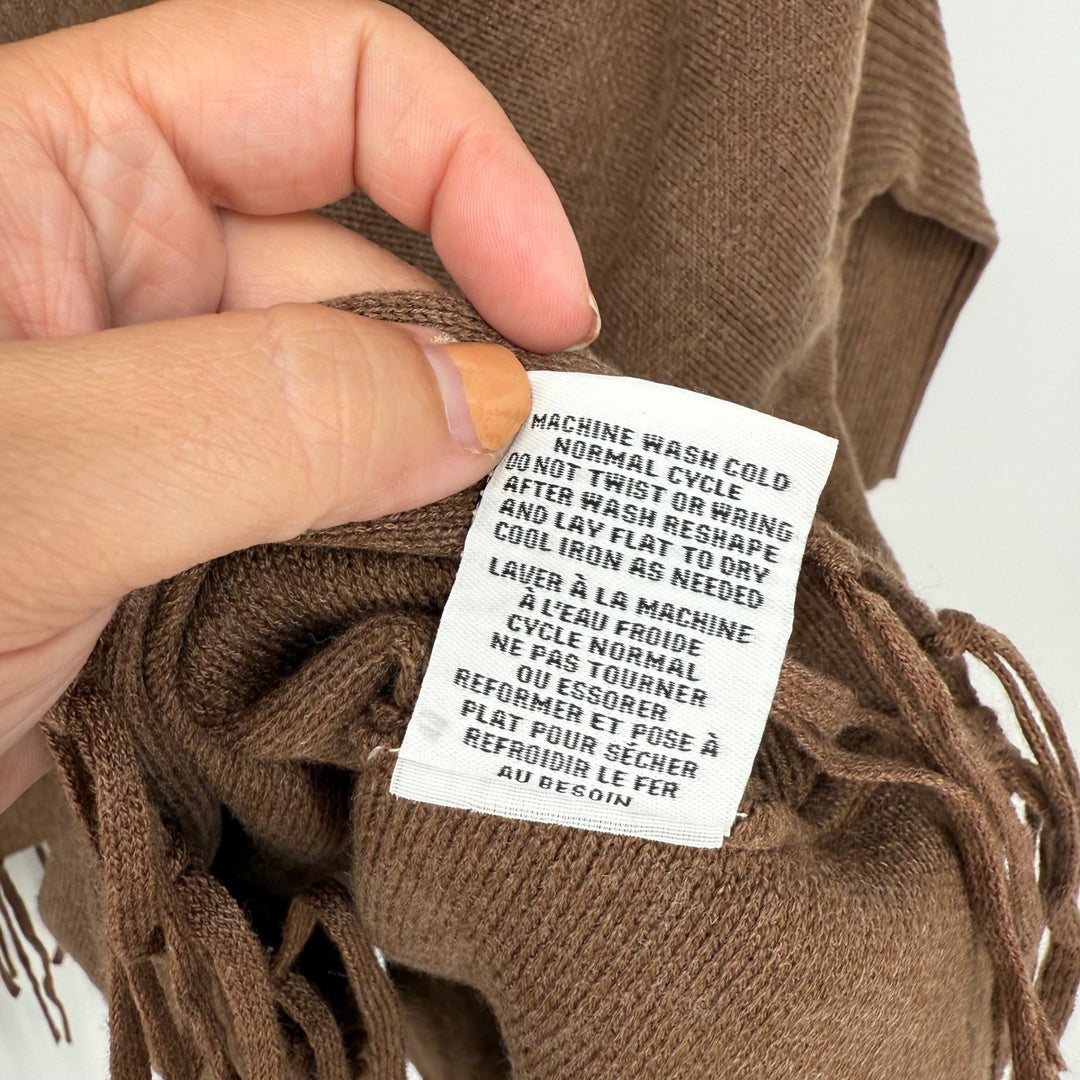 MACHINE WASH COLD
NORMAL CYCLE
DO NOT TWIST OR WRING
AFTER WASH RESHAPE
AND LAY FLAT TO DRY
COOL IRON AS NEEDED
LAVER À LA MACHINE
À L'EAU FROIDE
CYCLE NORMAL
NE PAS TOURNER
OU ESSORER
REFORMER ET POSE À
PLAT POUR SÉCHER
REFROIDIR LE FER
AU BESOIN